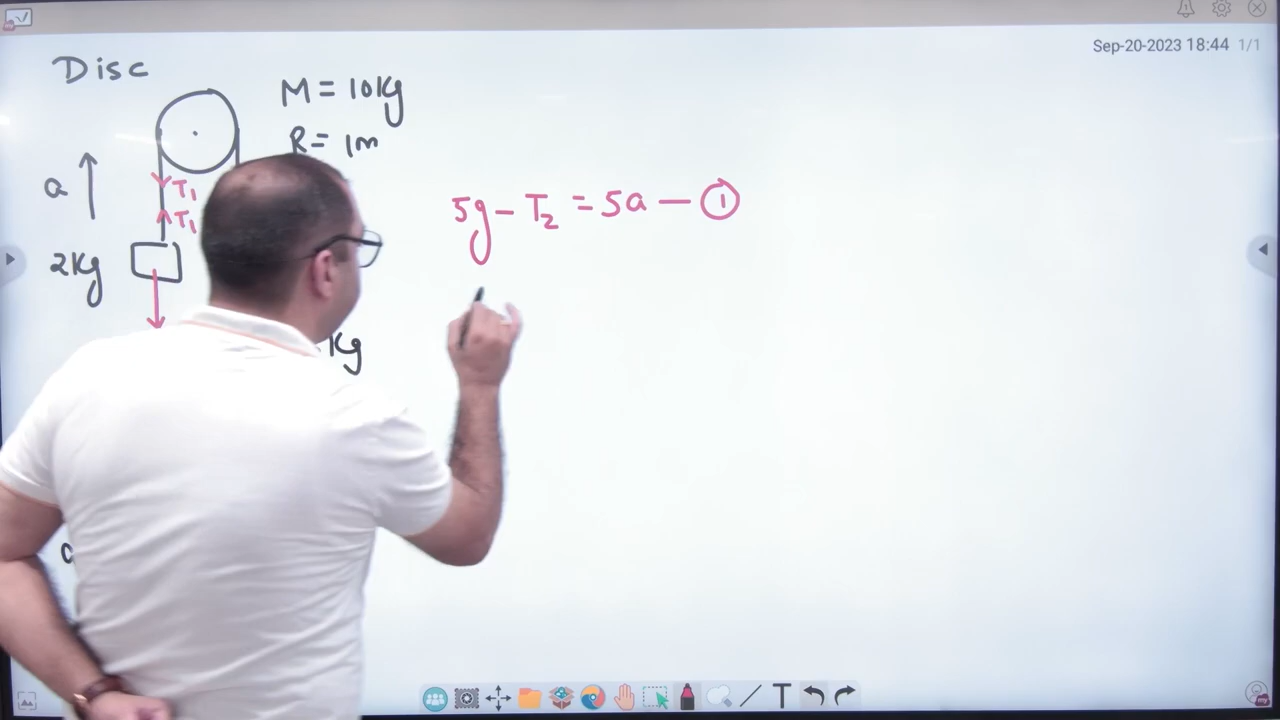 Sep-20-2023 18:44 1/1
Disc
M = 10Kg
R = 1m
a
T1
T1
2Kg
Kg
5g - T2 = 5a — ①